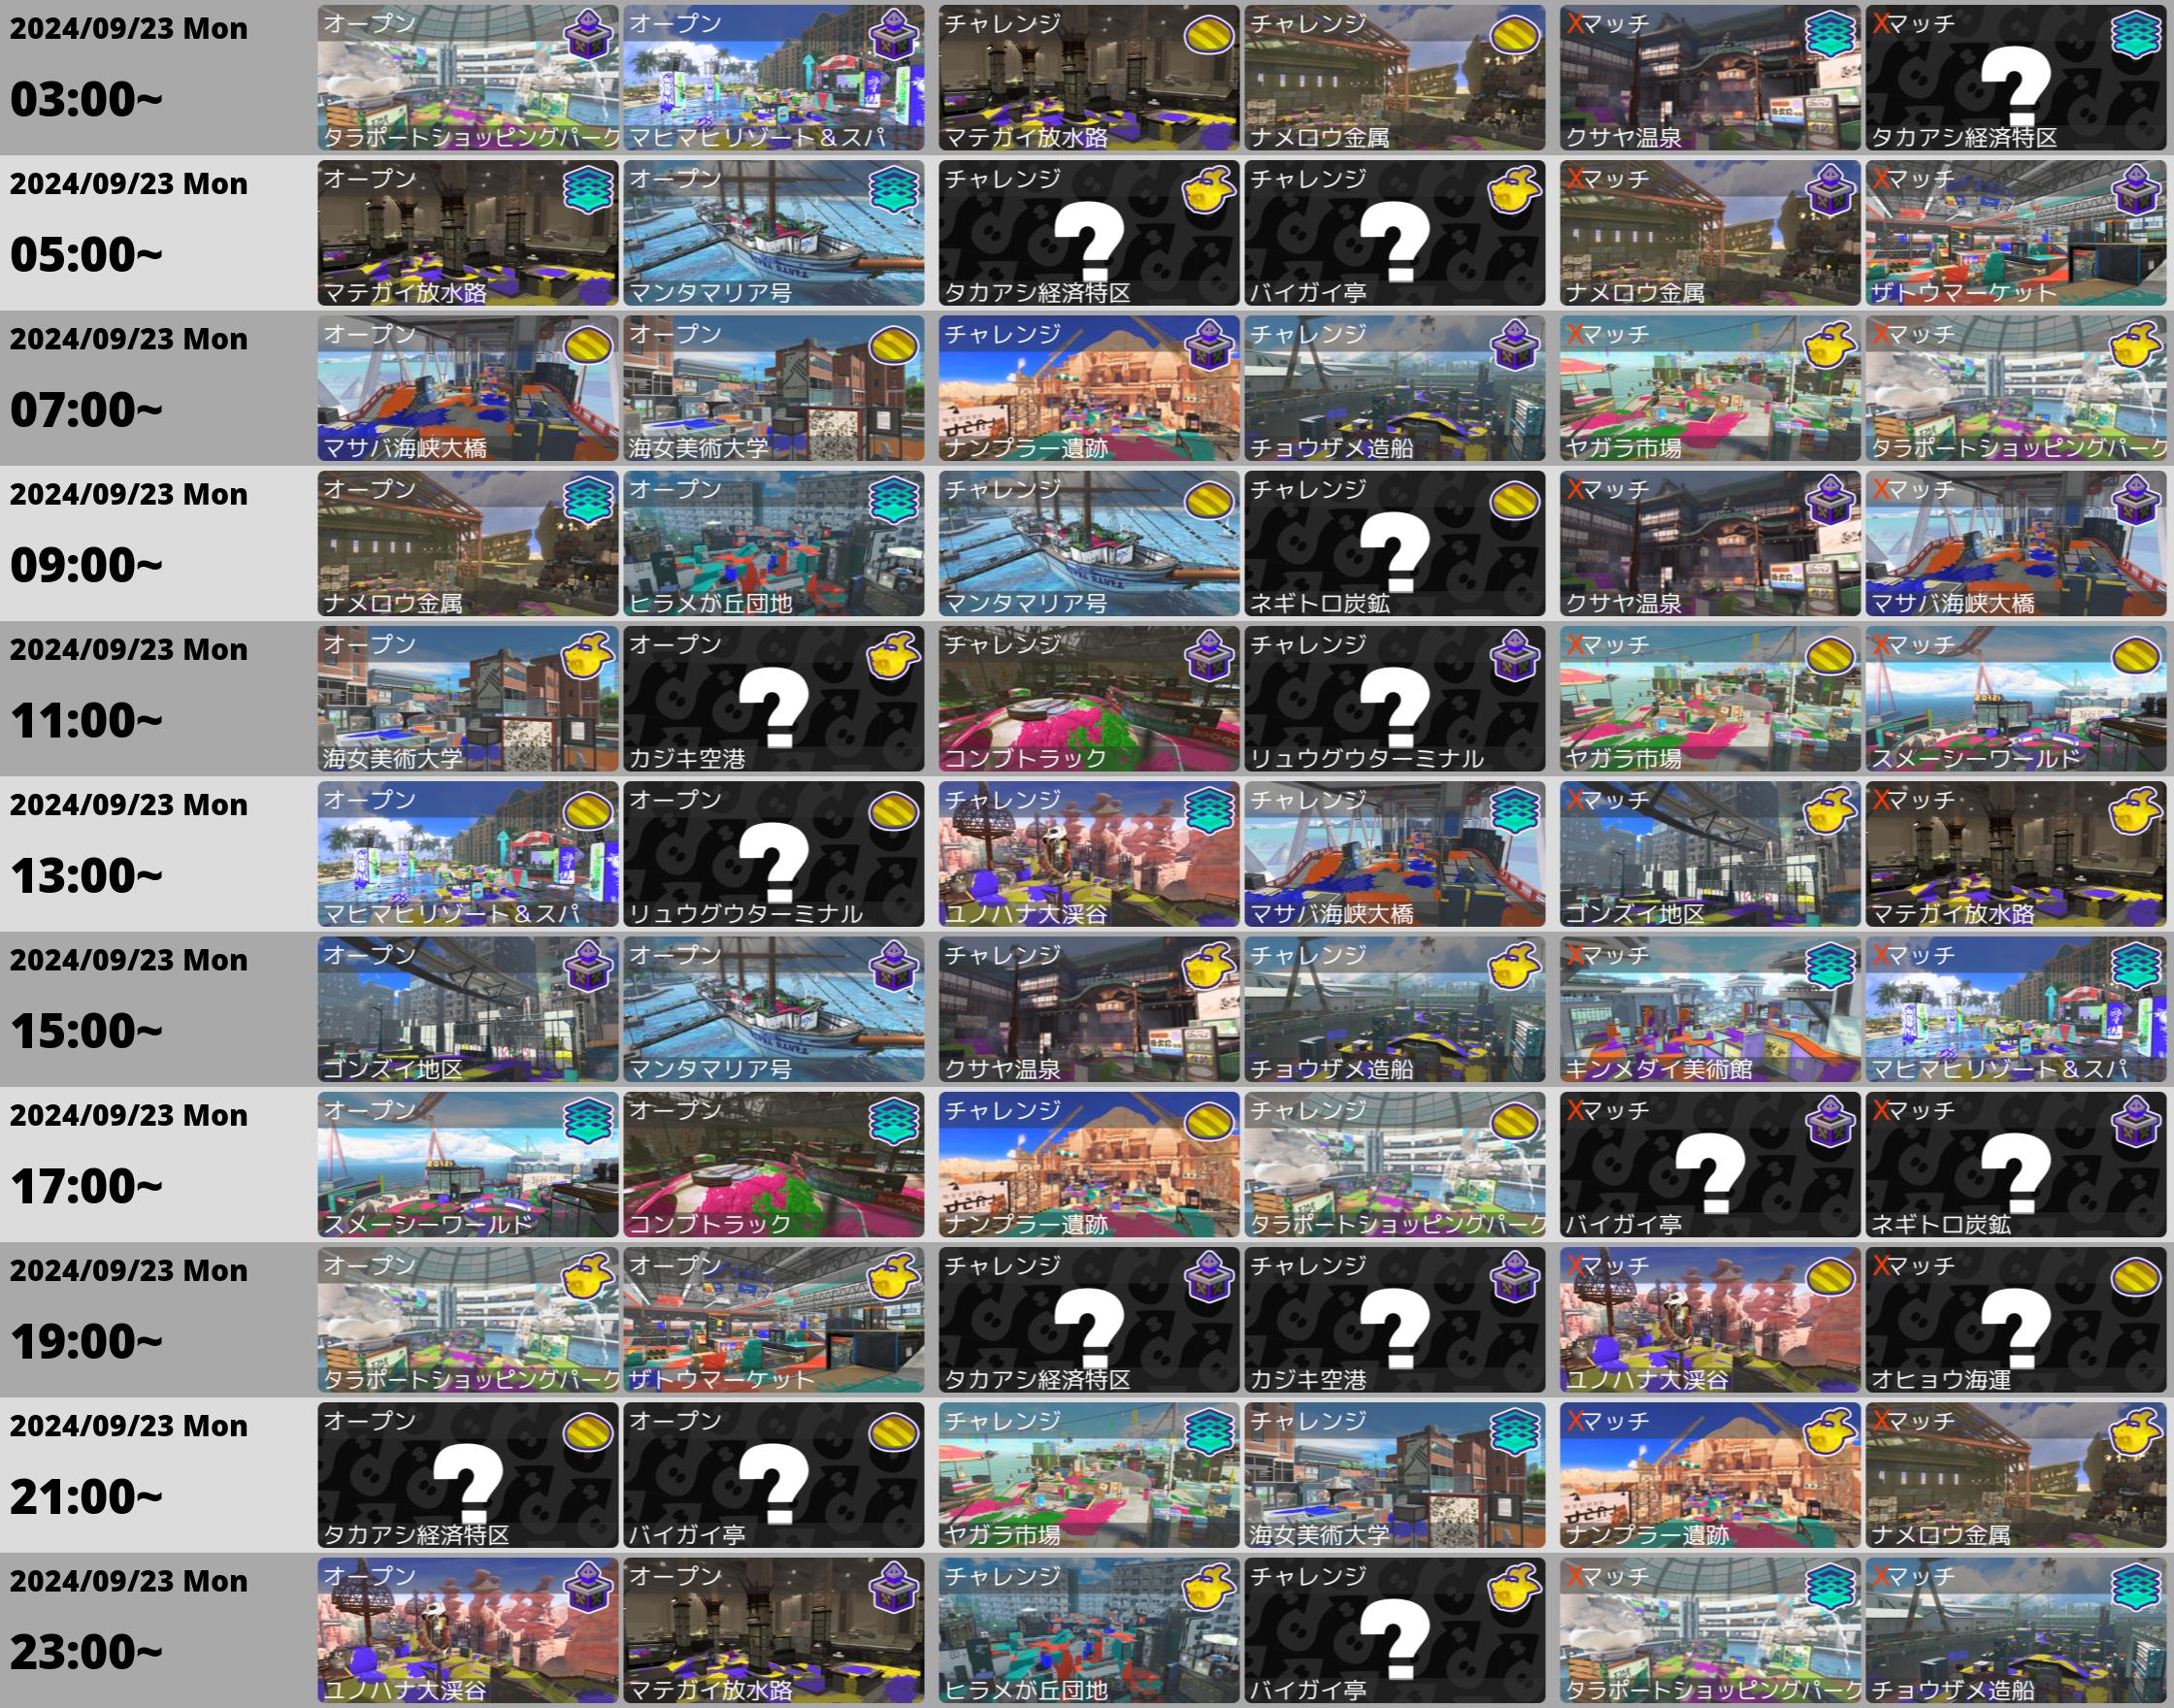 2024/09/23 Mon
03:00~
オープン
タラポートショッピングパーク
オープン
マヒマヒリゾート＆スパ
チャレンジ
マテガイ放水路
チャレンジ
ナメロウ金属
Xマッチ
クサヤ温泉
Xマッチ
タカアシ経済特区
2024/09/23 Mon
05:00~
オープン
マテガイ放水路
オープン
マンタマリア号
チャレンジ
タカアシ経済特区
チャレンジ
バイガイ亭
Xマッチ
ナメロウ金属
Xマッチ
ザトウマーケット
2024/09/23 Mon
07:00~
オープン
マサバ海峡大橋
オープン
海女美術大学
チャレンジ
ナンプラー遺跡
チャレンジ
チョウザメ造船
Xマッチ
ヤガラ市場
Xマッチ
タラポートショッピングパーク
2024/09/23 Mon
09:00~
オープン
ナメロウ金属
オープン
ヒラメが丘団地
チャレンジ
マンタマリア号
チャレンジ
ネギトロ炭鉱
Xマッチ
クサヤ温泉
Xマッチ
マサバ海峡大橋
2024/09/23 Mon
11:00~
オープン
海女美術大学
オープン
カジキ空港
チャレンジ
コンブトラック
チャレンジ
リュウグウターミナル
Xマッチ
ヤガラ市場
Xマッチ
スメーシーワールド
2024/09/23 Mon
13:00~
オープン
マヒマヒリゾート＆スパ
オープン
リュウグウターミナル
チャレンジ
ユノハナ大渓谷
チャレンジ
マサバ海峡大橋
Xマッチ
ゴンズイ地区
Xマッチ
マテガイ放水路
2024/09/23 Mon
15:00~
オープン
ゴンズイ地区
オープン
マンタマリア号
チャレンジ
クサヤ温泉
チャレンジ
チョウザメ造船
Xマッチ
キンメダイ美術館
Xマッチ
マヒマヒリゾート＆スパ
2024/09/23 Mon
17:00~
オープン
スメーシーワールド
オープン
コンブトラック
チャレンジ
ナンプラー遺跡
チャレンジ
タラポートショッピングパーク
Xマッチ
バイガイ亭
Xマッチ
ネギトロ炭鉱
2024/09/23 Mon
19:00~
オープン
タラポートショッピングパーク
オープン
ザトウマーケット
チャレンジ
タカアシ経済特区
チャレンジ
カジキ空港
Xマッチ
ユノハナ大渓谷
Xマッチ
オヒョウ海運
2024/09/23 Mon
21:00~
オープン
タカアシ経済特区
オープン
バイガイ亭
チャレンジ
ヤガラ市場
チャレンジ
海女美術大学
Xマッチ
ナンプラー遺跡
Xマッチ
ナメロウ金属
2024/09/23 Mon
23:00~
オープン
ユノハナ大渓谷
オープン
マテガイ放水路
チャレンジ
ヒラメが丘団地
チャレンジ
バイガイ亭
Xマッチ
タラポートショッピングパーク
Xマッチ
チョウザメ造船